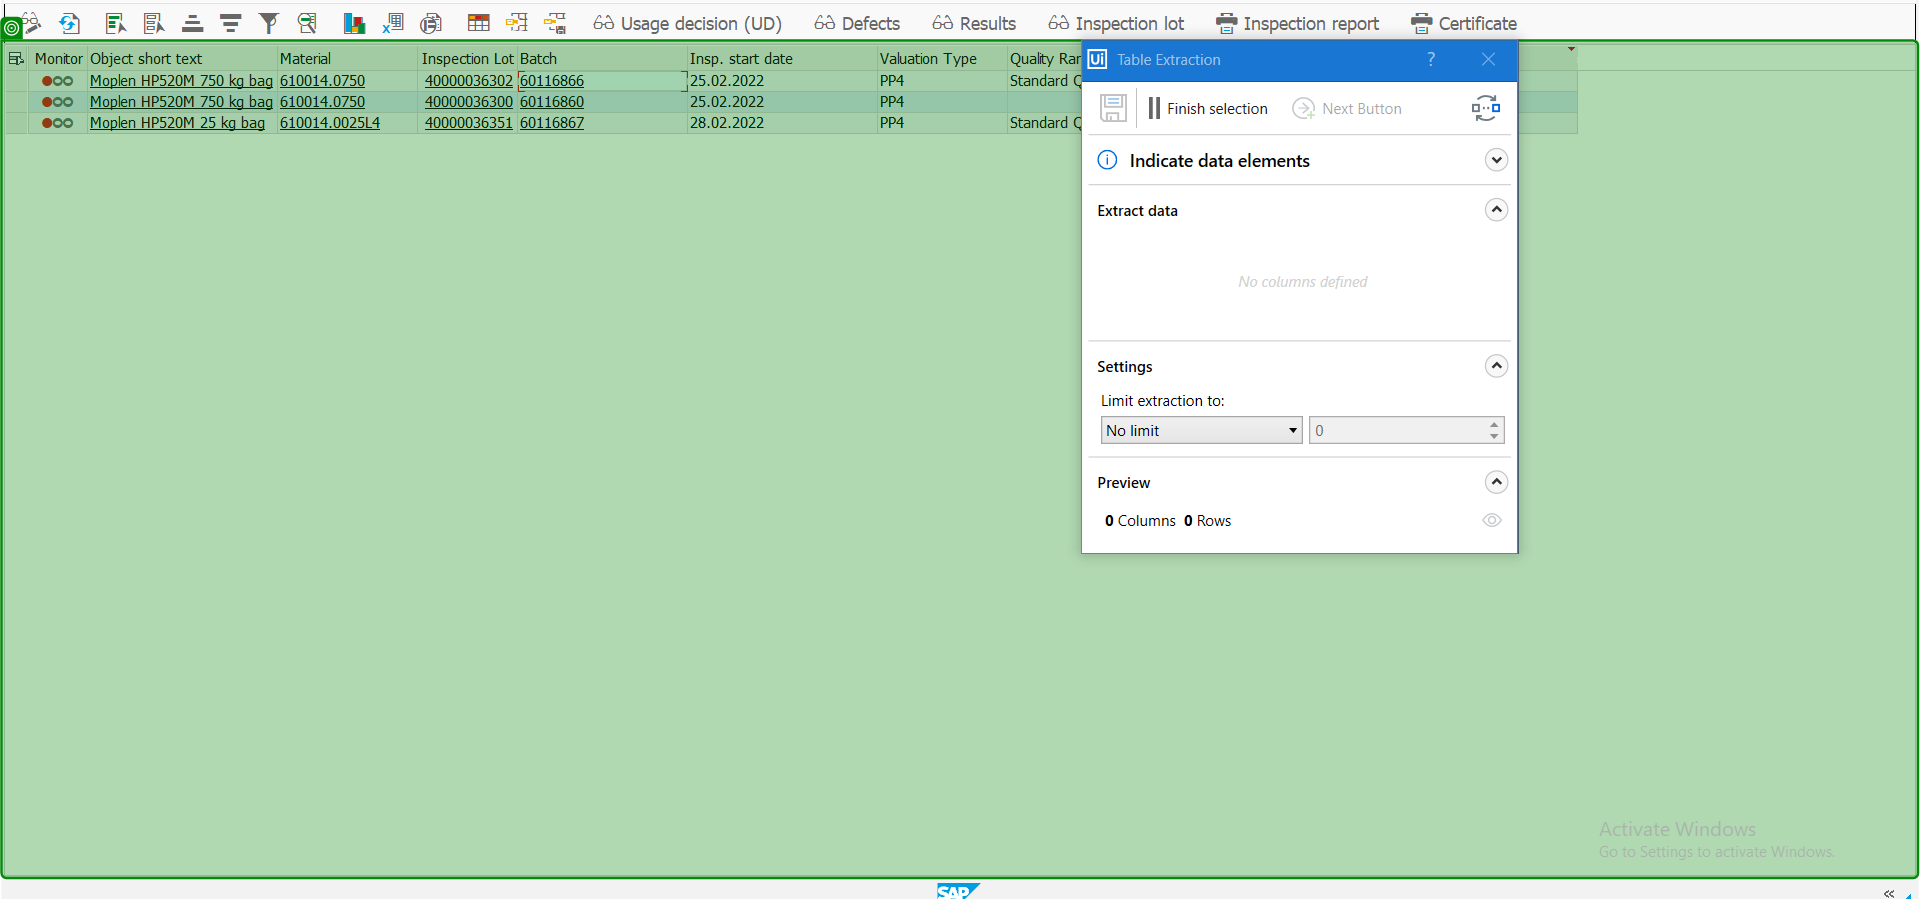 Usage decision (UD) Defects Results Inspection lot Inspection report Certificate
Monitor Object short text Material Inspection Lot Batch Insp. start date Valuation Type Quality Ran
Moplen HP520M 750 kg bag 610014.0750 40000036302 60116866 25.02.2022 PP4 Standard Q
Moplen HP520M 750 kg bag 610014.0750 40000036300 60116860 25.02.2022 PP4
Moplen HP520M 25 kg bag 610014.0025L4 40000036351 60116867 28.02.2022 PP4 Standard Q
Ui Table Extraction ?
Finish selection Next Button
Indicate data elements
Extract data
No columns defined
Settings
Limit extraction to:
No limit 0
Preview
0 Columns 0 Rows
Activate Windows
Go to Settings to activate Windows.
SAP